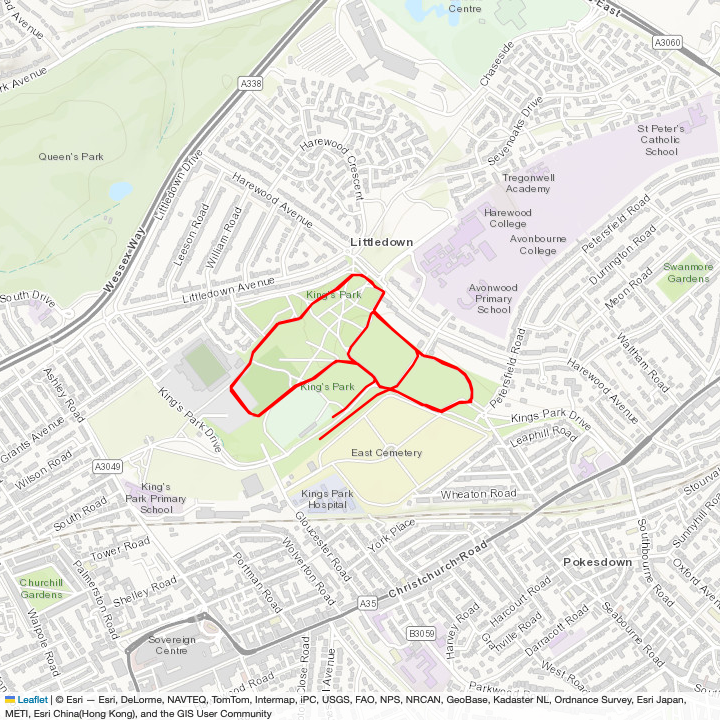 Centre
East
A3060
Chaseside
A338
rk Avenue
Sevenoaks Drive
St Peter's
Catholic
School
Queen's Park
Harewood Crescent
Littledown Drive
Tregonwell
Academy
Harewood Avenue
Leeson Road
William Road
Harewood
College
Petersfield Road
Littledown
Avonbourne
College
Durrington Road
Wessex-Way
Swanmore
Gardens
Meon Road
South Drive
Littledown Avenue
King's Park
Avonwood
Primary
School
Waltham Road
Petersfield Road
Harewood Avenue
Ashley Road
King's Park
King's Park Drive
Kings Park Drive
Grants Avenue
Leaphill Road
East Cemetery
Wilson Road
A3049
King's
Park Primary
School
Kings Park
Hospital
Wheaton Road
Stourva
South Road
Gloucester Road
York Place
Southbourne Road
Sunnyhill Road
Tower Road
Portman Road
Wolverton Road
Christchurch-Road
Pokesdown
Oxford Avenue
Churchill
Gardens
Palmerston Road
Shelley Road
A35
Harcourt Road
Seabourne Road
Walpole Road
B3059
Harvey Road
Gr
nville Road
Darracott Road
Sovereign
Centre
Close Road
Avenue
West Road
wood Road
Parkwood Road
Leaflet | © Esri — Esri, DeLorme, NAVTEQ, TomTom, Intermap, iPC, USGS, FAO, NPS, NRCAN, GeoBase, Kadaster NL, Ordnance Survey, Esri Japan,
METI, Esri China(Hong Kong), and the GIS User Community